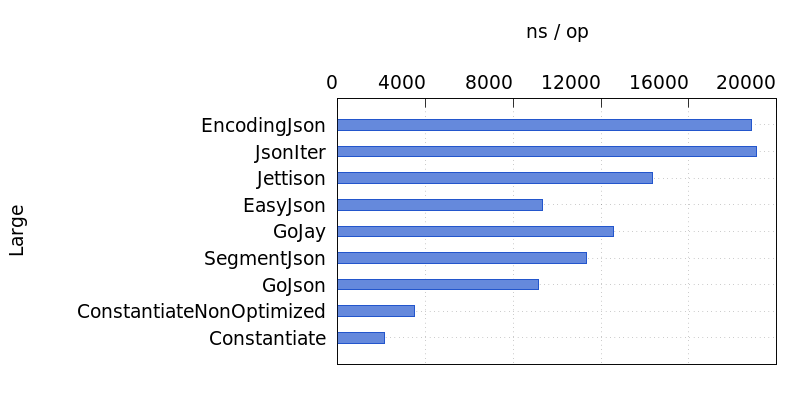 ns / op
0 4000 8000 12000 16000 20000
EncodingJson
JsonIter
Jettison
EasyJson
GoJay
SegmentJson
GoJson
ConstantiateNonOptimized
Constantiate
Large